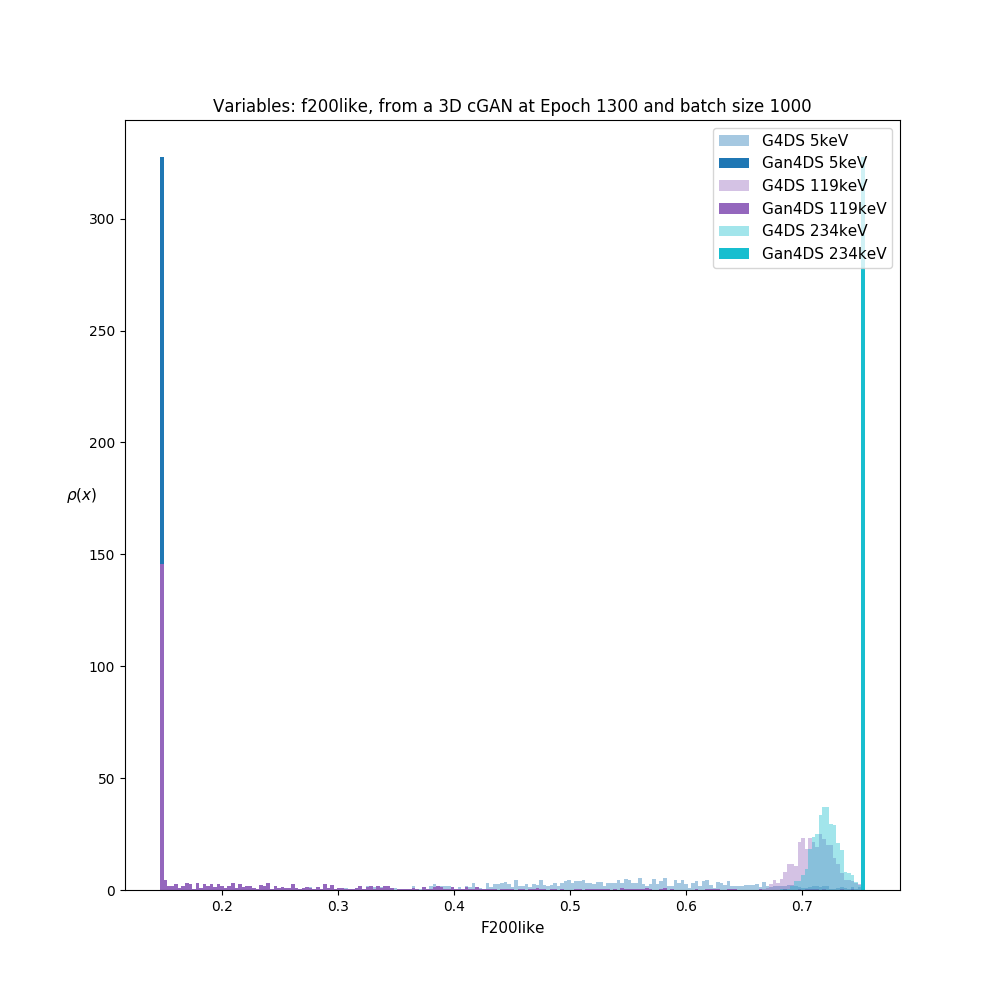 Variables: f200like, from a 3D cGAN at Epoch 1300 and batch size 1000
G4DS 5keV
Gan4DS 5keV
G4DS 119keV
Gan4DS 119keV
G4DS 234keV
Gan4DS 234keV
300
250
200
150
100
50
0
ρ(x)
0.2 0.3 0.4 0.5 0.6 0.7
F200like